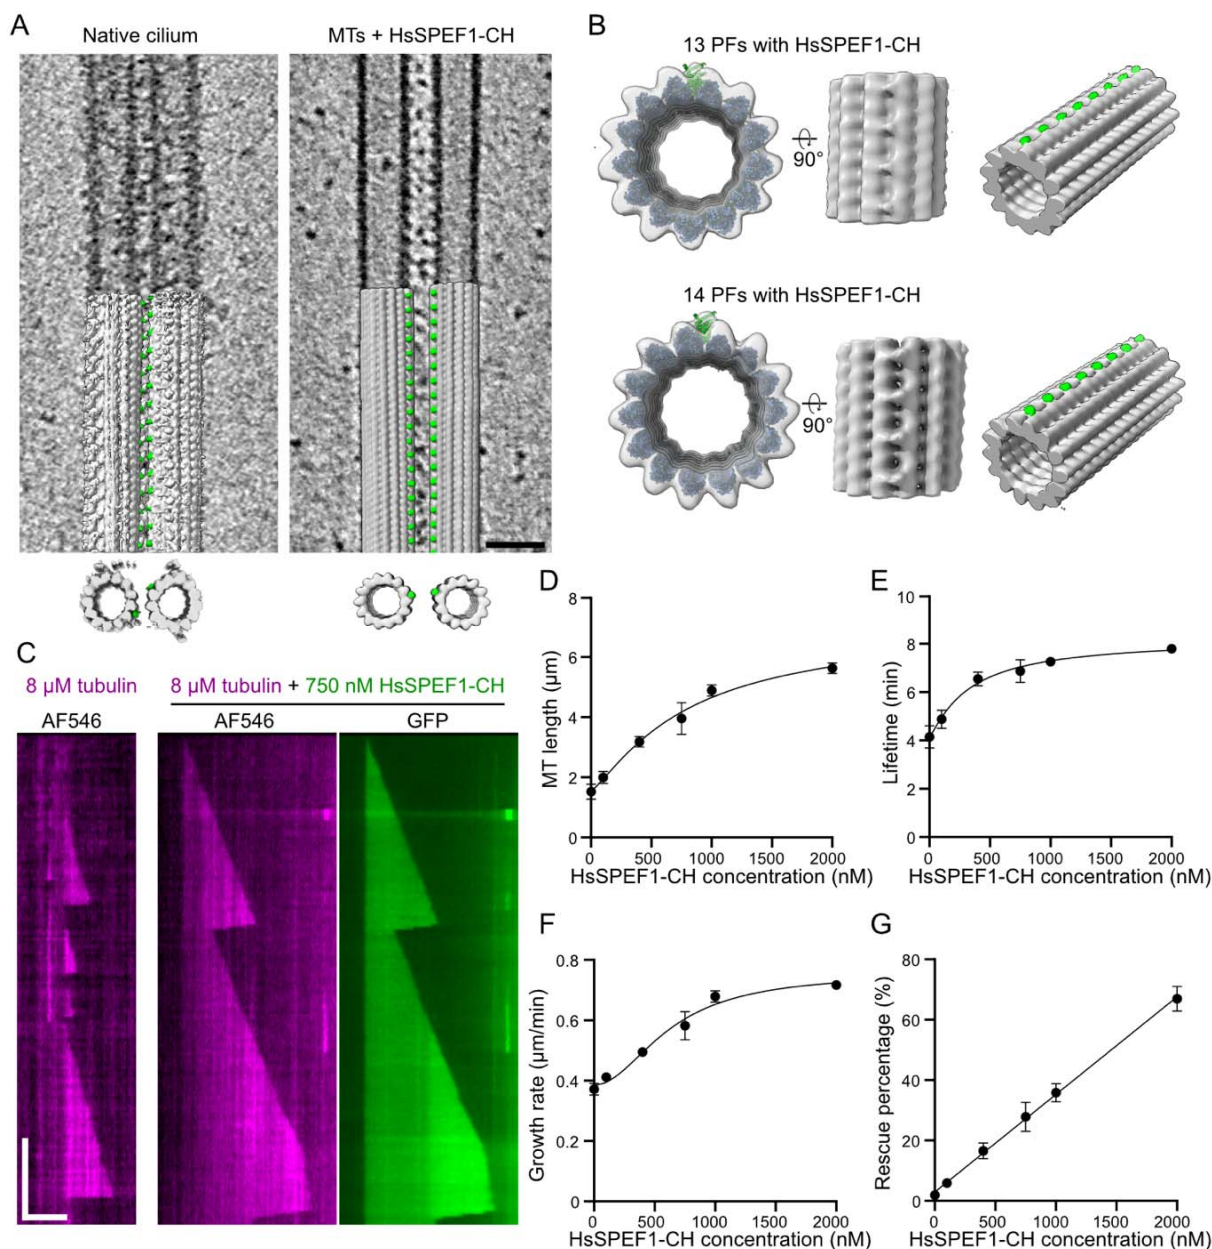 A
Native cilium
MTs + HsSPEF1-CH
B
13 PFs with HsSPEF1-CH
90°
14 PFs with HsSPEF1-CH
90°
C
8 µM tubulin
8 µM tubulin + 750 nM HsSPEF1-CH
AF546
AF546
GFP
D
MT length (µm)
8
6
4
2
0
0 500 1000 1500 2000
HsSPEF1-CH concentration (nM)
E
Lifetime (min)
10
8
6
4
2
0
0 500 1000 1500 2000
HsSPEF1-CH concentration (nM)
F
Growth rate (µm/min)
0.8
0.6
0.4
0.2
0
0 500 1000 1500 2000
HsSPEF1-CH concentration (nM)
G
Rescue percentage (%)
80
60
40
20
0
0 500 1000 1500 2000
HsSPEF1-CH concentration (nM)